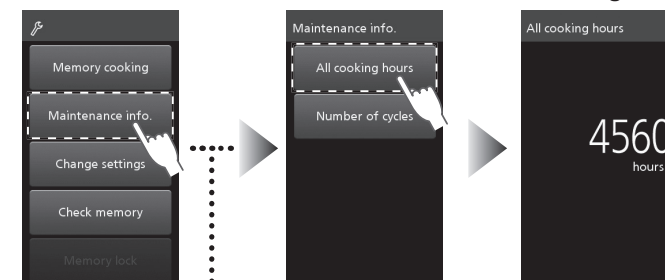 Memory cooking
Maintenance info.
Change settings
Check memory
Memory lock
Maintenance info.
All cooking hours
Number of cycles
All cooking hours
4560
hours